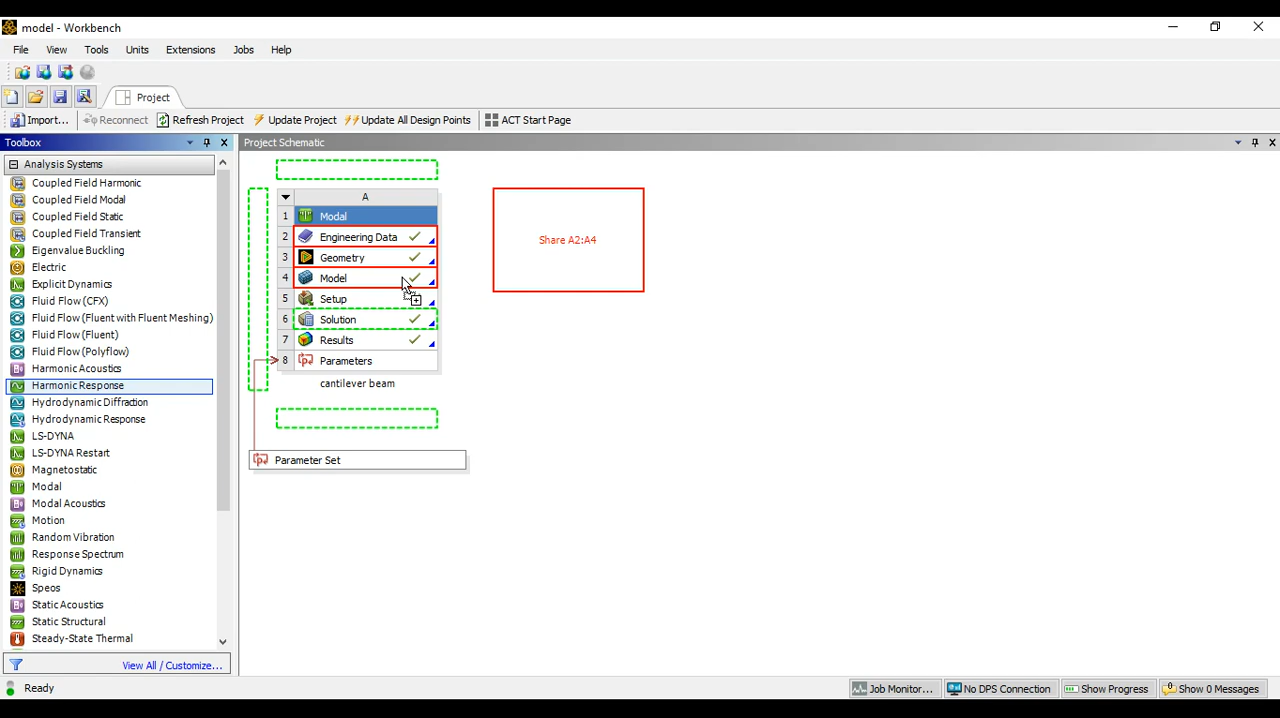 model - Workbench
File View Tools Units Extensions Jobs Help
Project
Import... Reconnect Refresh Project Update Project Update All Design Points ACT Start Page
Toolbox
Project Schematic
Analysis Systems
Coupled Field Harmonic
Coupled Field Modal
Coupled Field Static
Coupled Field Transient
Eigenvalue Buckling
Electric
Explicit Dynamics
Fluid Flow (CFX)
Fluid Flow (Fluent with Fluent Meshing)
Fluid Flow (Fluent)
Fluid Flow (Polyflow)
Harmonic Acoustics
Harmonic Response
Hydrodynamic Diffraction
Hydrodynamic Response
LS-DYNA
LS-DYNA Restart
Magnetostatic
Modal
Modal Acoustics
Motion
Random Vibration
Response Spectrum
Rigid Dynamics
Speos
Static Acoustics
Static Structural
Steady-State Thermal
View All / Customize...
A
1 Modal
2 Engineering Data
3 Geometry
4 Model
5 Setup
6 Solution
7 Results
8 Parameters
cantilever beam
Parameter Set
Share A2:A4
Ready
Job Monitor... No DPS Connection Show Progress Show 0 Messages